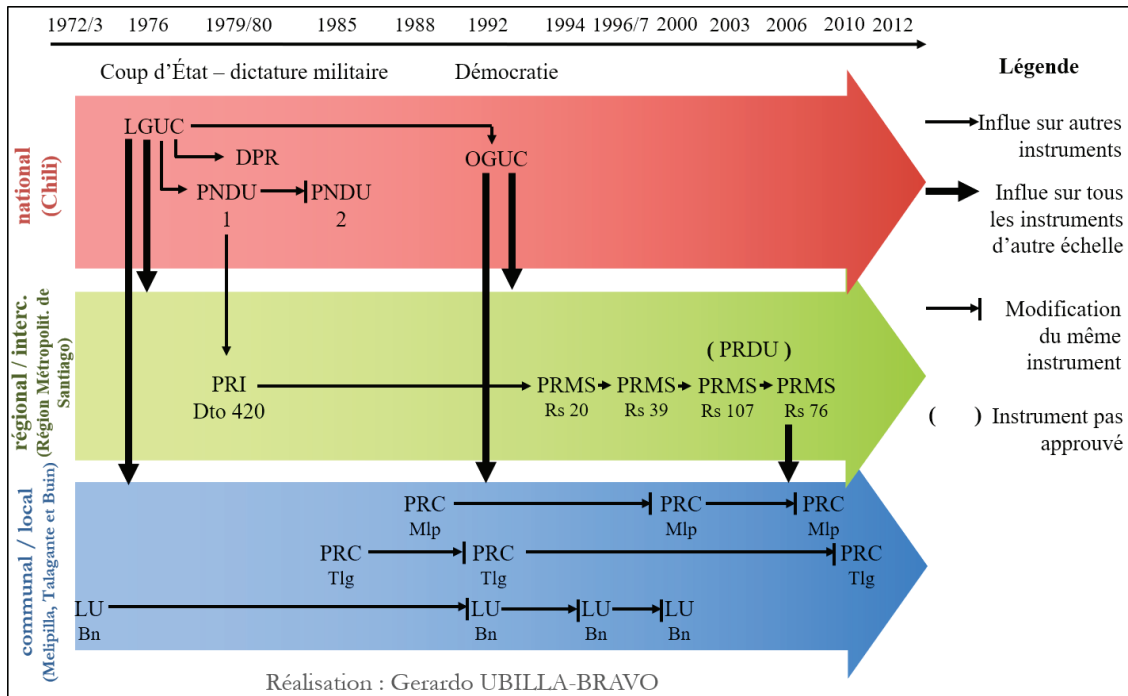 1972/3 1976 1979/80 1985 1988 1992 1994 1996/7 2000 2003 2006 2010 2012
Coup d'État – dictature militaire Démocratie
national
(Chili)
LGUC
DPR
OGUC
PNDU PNDU
1 2
régional / interc.
(Région Métropolit. de
Santiago)
( PRDU )
PRI PRMS PRMS PRMS PRMS
Dto 420 Rs 20 Rs 39 Rs 107 Rs 76
communal / local
(Melipilla, Talagante et Buin)
PRC PRC PRC
Mlp Mlp Mlp
PRC PRC PRC
Tlg Tlg Tlg
LU LU LU LU
Bn Bn Bn Bn
Réalisation : Gerardo UBILLA-BRAVO
Légende
Influe sur autres
instruments
Influe sur tous
les instruments
d'autre échelle
Modification
du même
instrument
( ) Instrument pas
approuvé